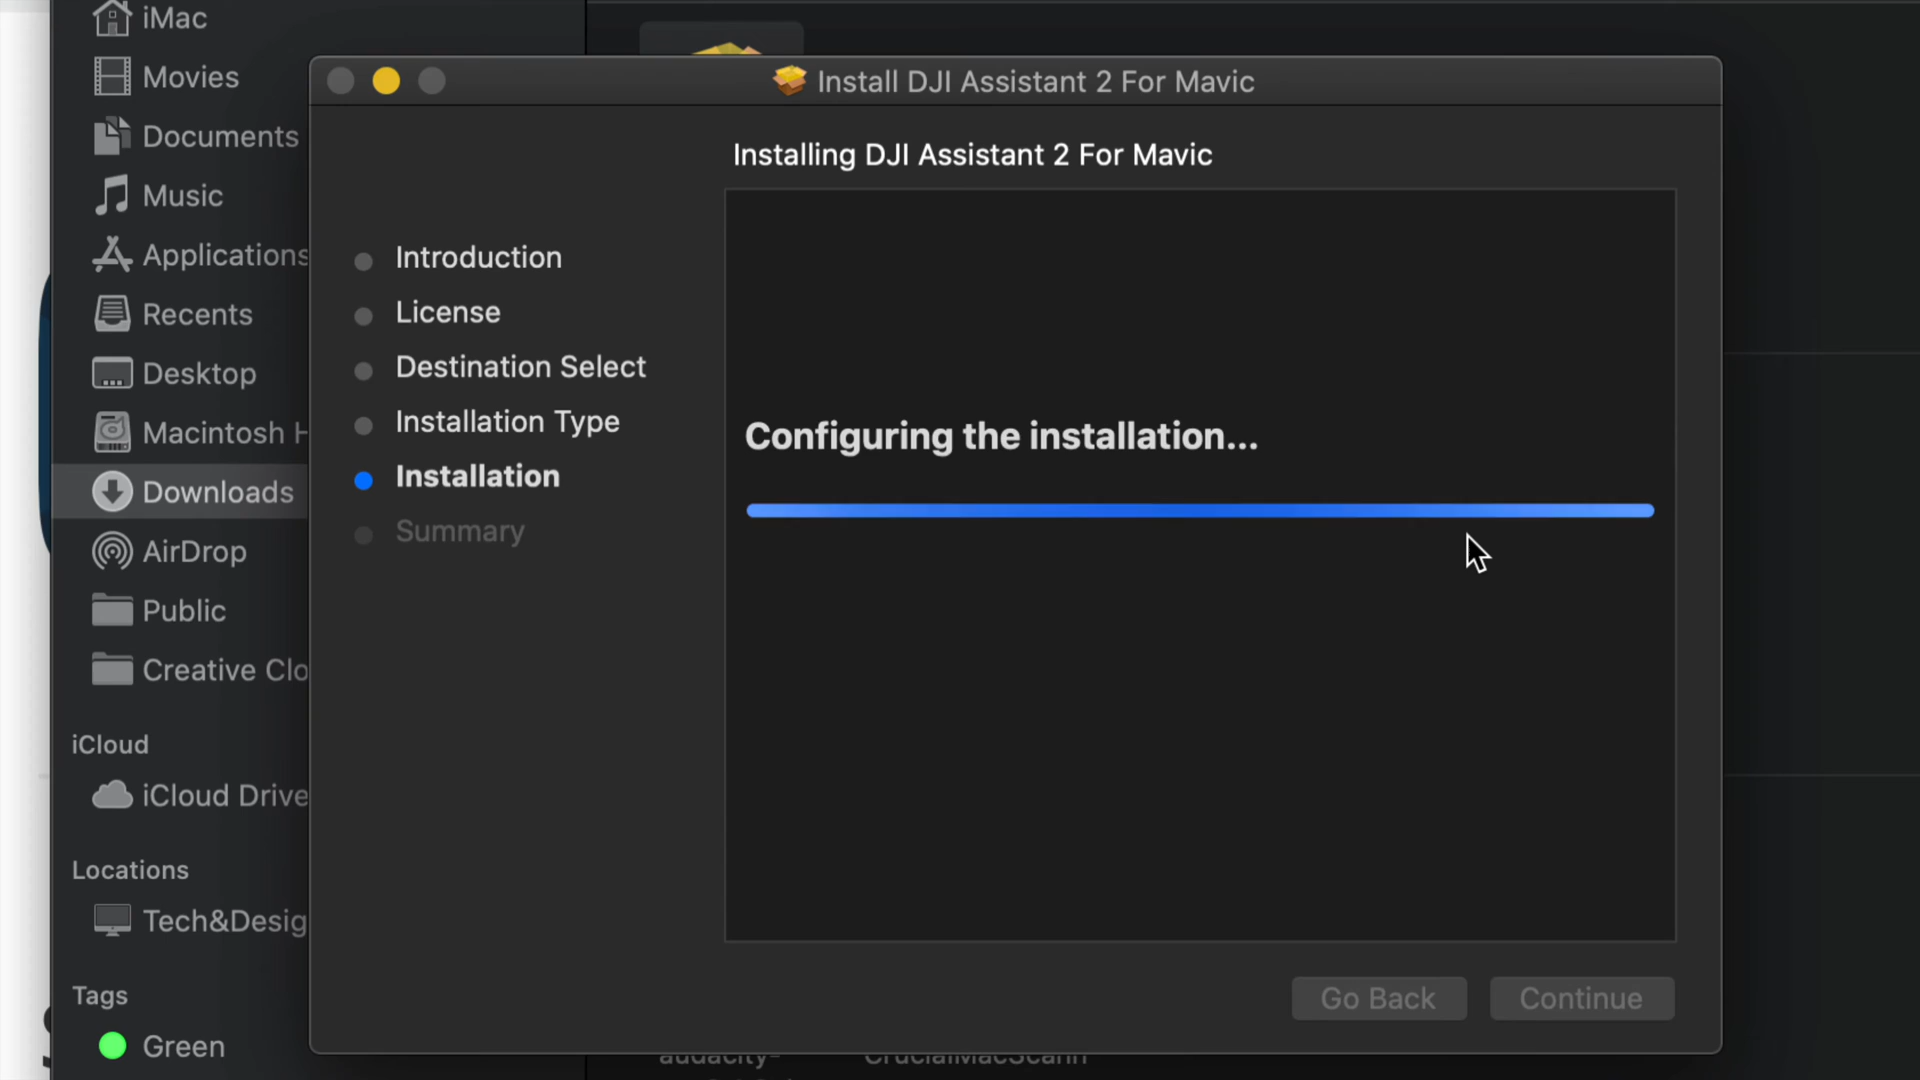 iMac
Movies
Documents
Music
Applications
Recents
Desktop
Macintosh H
Downloads
AirDrop
Public
Creative Clo
iCloud
iCloud Drive
Locations
Tech&Desig
Tags
Green
Install DJI Assistant 2 For Mavic
Installing DJI Assistant 2 For Mavic
Introduction
License
Destination Select
Installation Type
Installation
Summary
Configuring the installation...
Go Back
Continue
audacity-
CrucialMacScann